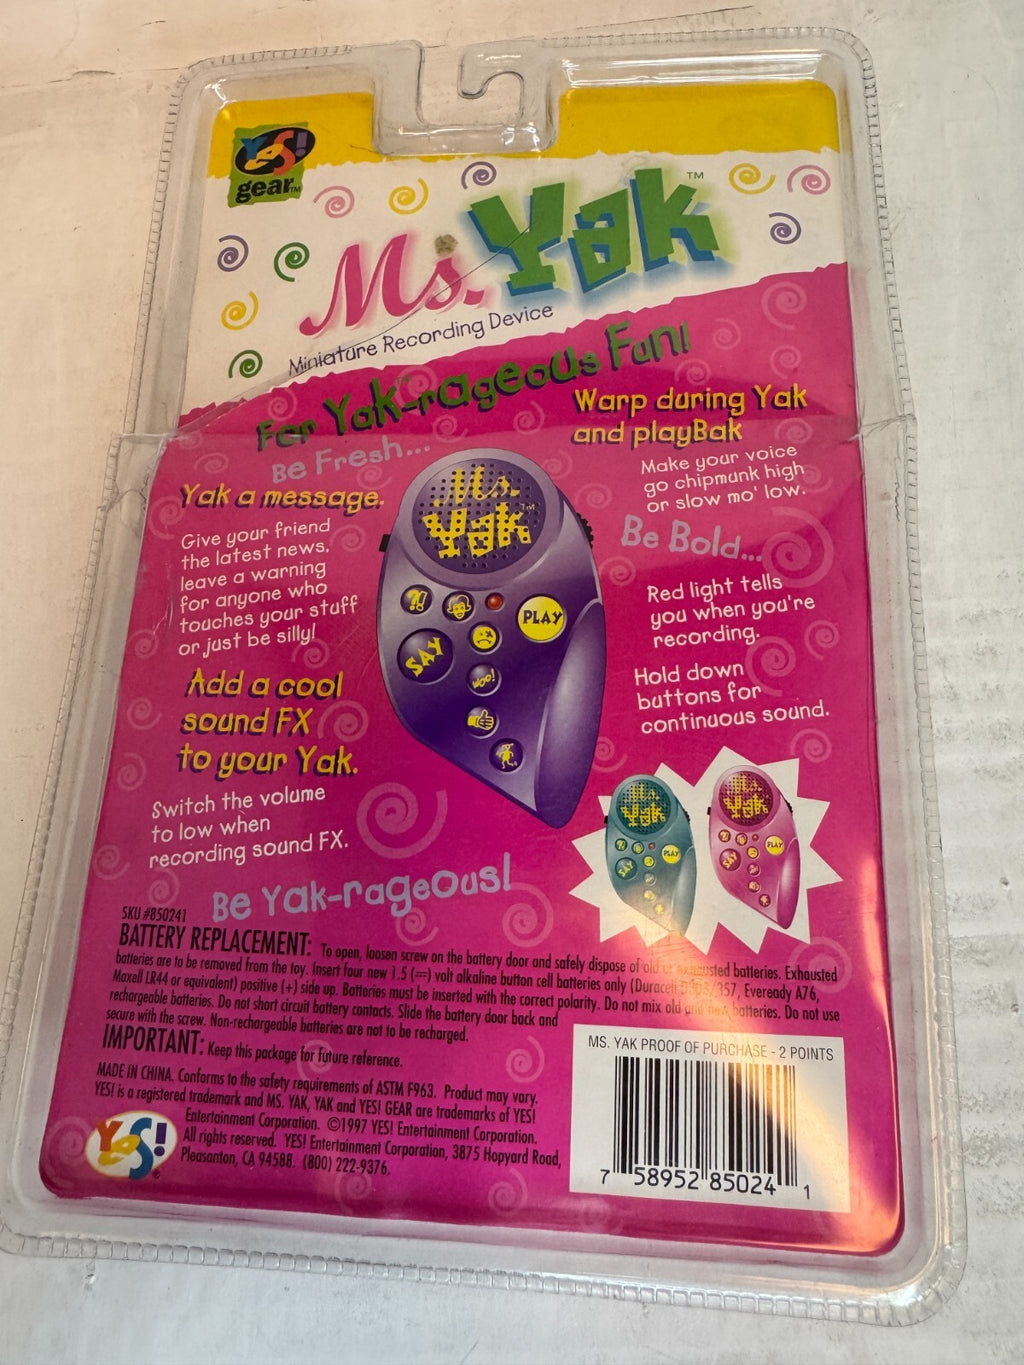 YES!
gear™
Ms. Yak™
Miniature Recording Device
For Yak-rageous Fun!
Be Fresh...
Yak a message.
Give your friend
the latest news,
leave a warning
for anyone who
touches your stuff
or just be silly!
Add a cool
sound FX
to your Yak.
Switch the volume
to low when
recording sound FX.
Warp during Yak
and playBak
Make your voice
go chipmunk high
or slow mo' low.
Be Bold...
Red light tells
you when you're
recording.
Hold down
buttons for
continuous sound.
Ms.
Yak™
?!
PLAY
SAY
WOO!
Ms.
Yak
PLAY
SAY
Ms.
Yak
PLAY
SAY
Be Yak-rageous!
SKU #850241
BATTERY REPLACEMENT: To open, loosen screw on the battery door and safely dispose of old or exhausted batteries. Exhausted
batteries are to be removed from the toy. Insert four new 1.5 (⎓) volt alkaline button cell batteries only (Duracell 357, Eveready A76,
Maxell LR44 or equivalent) positive (+) side up. Batteries must be inserted with the correct polarity. Do not mix old and new batteries. Do not use
rechargeable batteries. Do not short circuit battery contacts. Slide the battery door back and
secure with the screw. Non-rechargeable batteries are not to be recharged.
IMPORTANT: Keep this package for future reference.
MADE IN CHINA. Conforms to the safety requirements of ASTM F963. Product may vary.
YES! is a registered trademark and MS. YAK, YAK and YES! GEAR are trademarks of YES!
Entertainment Corporation. ©1997 YES! Entertainment Corporation.
All rights reserved. YES! Entertainment Corporation, 3875 Hopyard Road,
Pleasanton, CA 94588. (800) 222-9376.
YES!®
MS. YAK PROOF OF PURCHASE - 2 POINTS
7 58952 85024 1